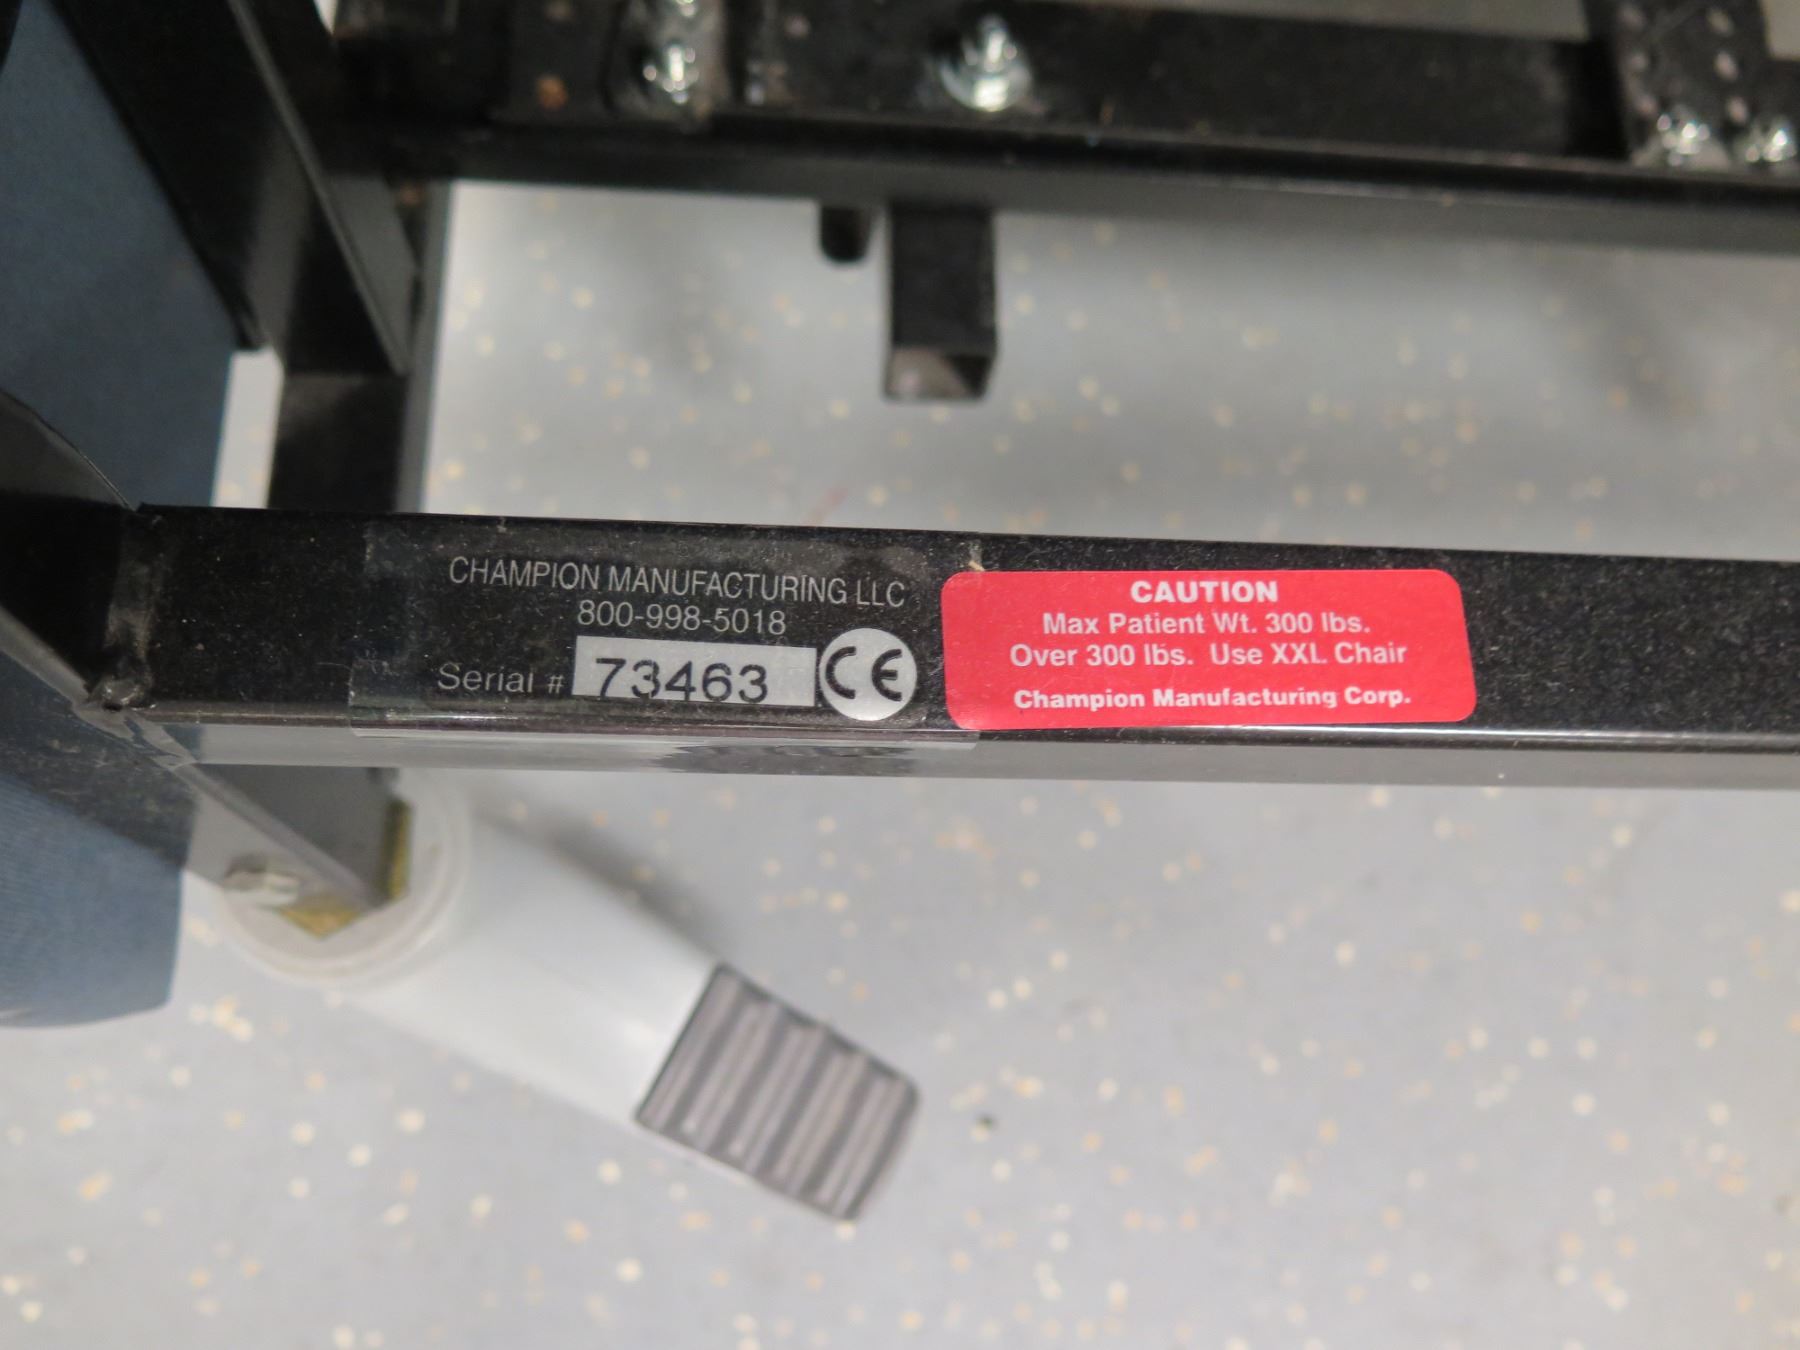 CHAMPION MANUFACTURING LLC
800-998-5018
Serial # 73463
CE
CAUTION
Max Patient Wt. 300 lbs.
Over 300 lbs. Use XXL Chair
Champion Manufacturing Corp.